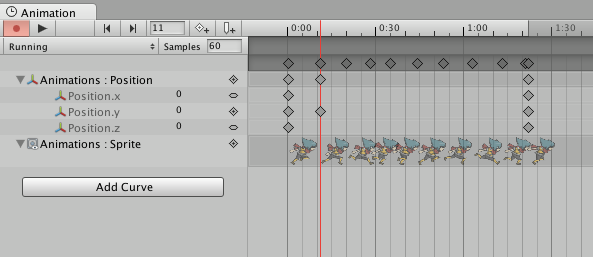 Animation
11 0:00 0:30 1:00 1:30
Running Samples 60
Animations : Position
Position.x 0
Position.y 0
Position.z 0
Animations : Sprite
Add Curve